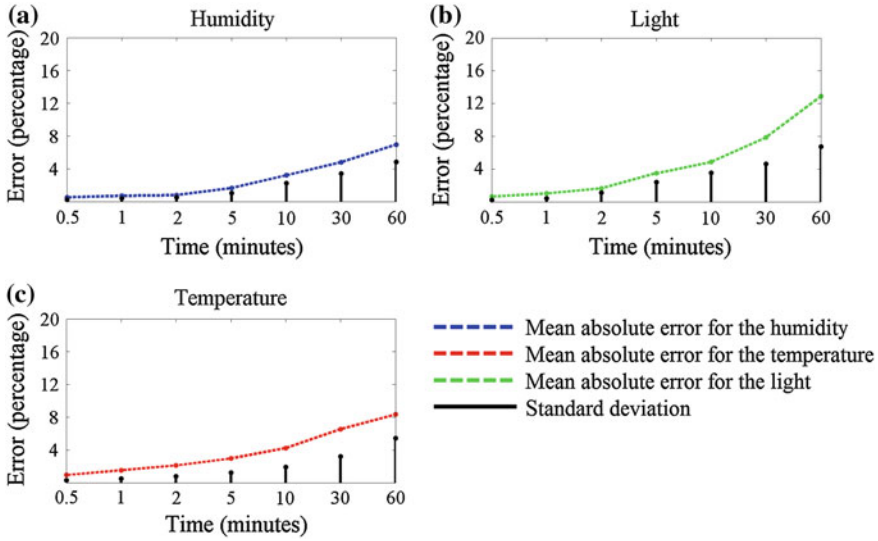 (a) Humidity
20
16
12
8
4
Error (percentage)
0.5 1 2 5 10 30 60
Time (minutes)
(b) Light
20
16
12
8
4
Error (percentage)
0.5 1 2 5 10 30 60
Time (minutes)
(c) Temperature
20
16
12
8
4
Error (percentage)
0.5 1 2 5 10 30 60
Time (minutes)
Mean absolute error for the humidity
Mean absolute error for the temperature
Mean absolute error for the light
Standard deviation